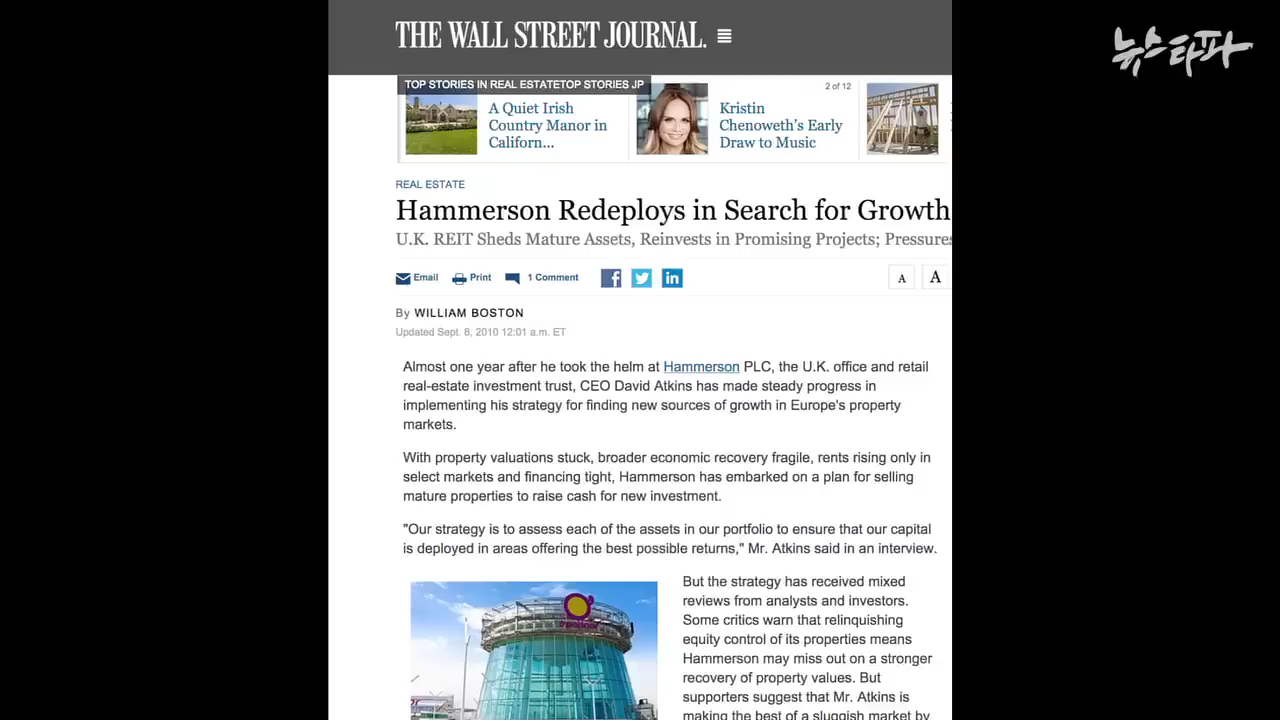 THE WALL STREET JOURNAL.
뉴스타파
TOP STORIES IN REAL ESTATETOP STORIES JP
2 of 12
A Quiet Irish
Country Manor in
Californ...
Kristin
Chenoweth's Early
Draw to Music
REAL ESTATE
Hammerson Redeploys in Search for Growth
U.K. REIT Sheds Mature Assets, Reinvests in Promising Projects; Pressures
Email Print 1 Comment f in A A
By WILLIAM BOSTON
Updated Sept. 8, 2010 12:01 a.m. ET
Almost one year after he took the helm at Hammerson PLC, the U.K. office and retail
real-estate investment trust, CEO David Atkins has made steady progress in
implementing his strategy for finding new sources of growth in Europe's property
markets.
With property valuations stuck, broader economic recovery fragile, rents rising only in
select markets and financing tight, Hammerson has embarked on a plan for selling
mature properties to raise cash for new investment.
"Our strategy is to assess each of the assets in our portfolio to ensure that our capital
is deployed in areas offering the best possible returns," Mr. Atkins said in an interview.
But the strategy has received mixed
reviews from analysts and investors.
Some critics warn that relinquishing
equity control of its properties means
Hammerson may miss out on a stronger
recovery of property values. But
supporters suggest that Mr. Atkins is
making the best of a sluggish market by